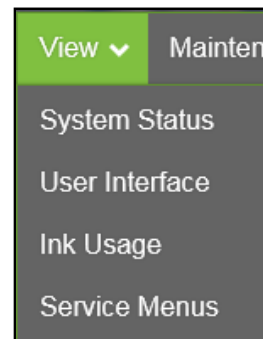 View Mainten
System Status
User Interface
Ink Usage
Service Menus